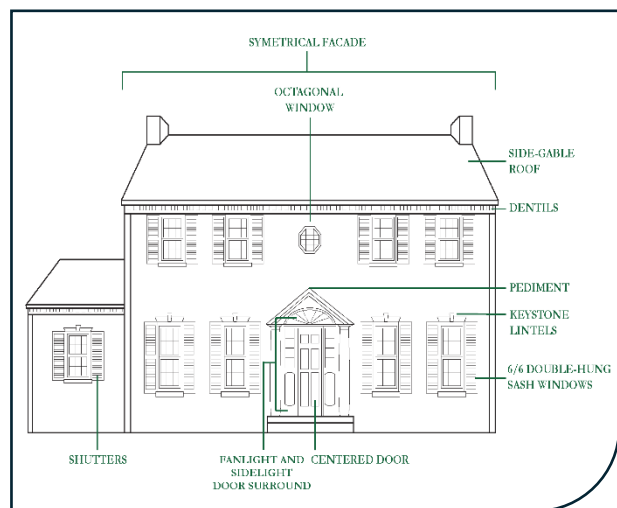 SYMETRICAL FACADE
OCTAGONAL
WINDOW
SIDE-GABLE
ROOF
DENTILS
PEDIMENT
KEYSTONE
LINTELS
6/6 DOUBLE-HUNG
SASH WINDOWS
SHUTTERS
FANLIGHT AND
SIDELIGHT
DOOR SURROUND
CENTERED DOOR